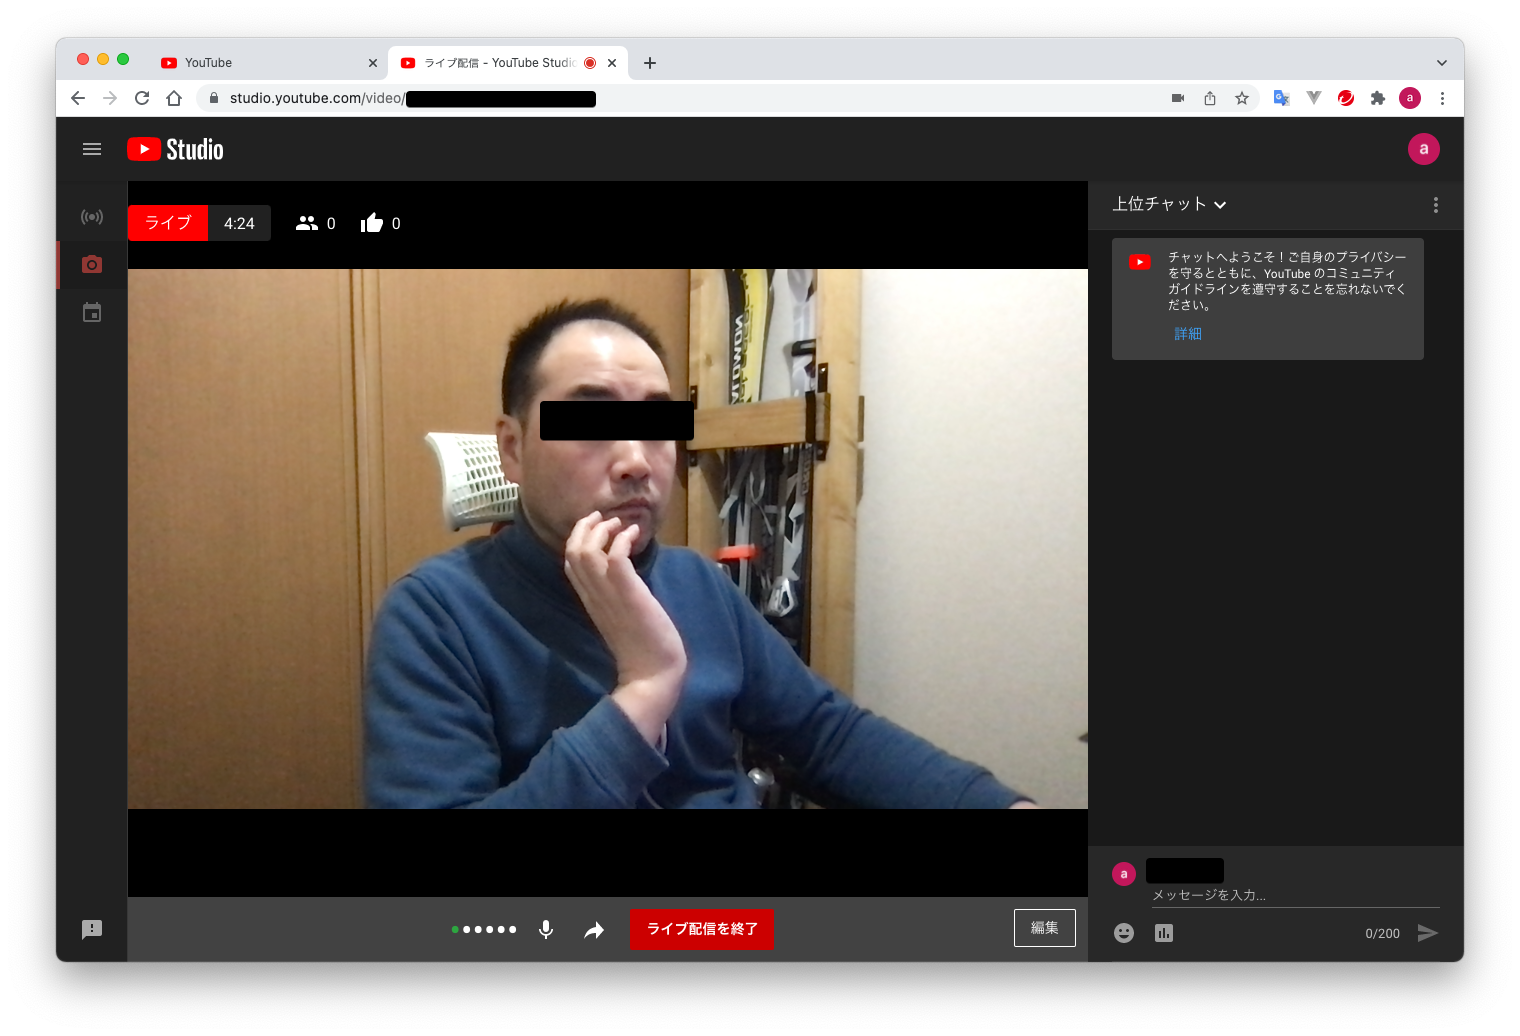 YouTube
ライブ配信 - YouTube Studio
studio.youtube.com/video/
a
Studio
a
ライブ
4:24
0
0
上位チャット
チャットへようこそ！ご自身のプライバシー
を守るとともに、YouTube のコミュニティ
ガイドラインを遵守することを忘れないでく
ださい。
詳細
a
メッセージを入力...
0/200
ライブ配信を終了
編集